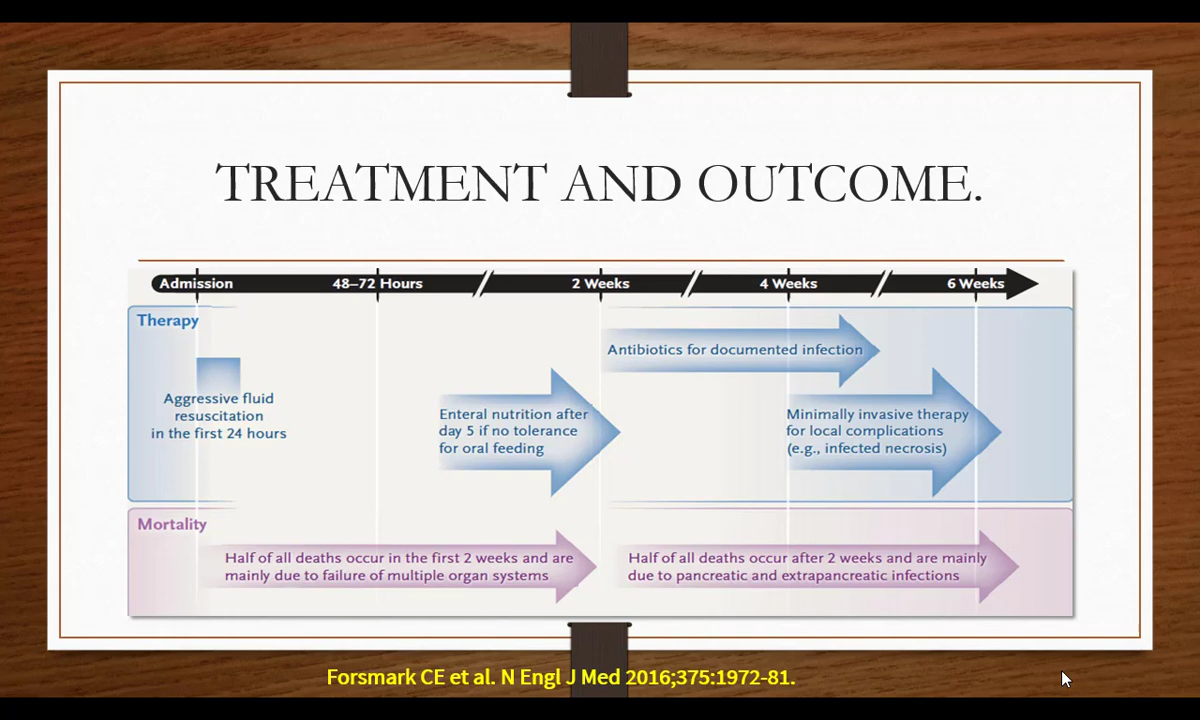 TREATMENT AND OUTCOME.
Admission 48–72 Hours 2 Weeks 4 Weeks 6 Weeks
Therapy
Antibiotics for documented infection
Aggressive fluid
resuscitation
in the first 24 hours
Enteral nutrition after
day 5 if no tolerance
for oral feeding
Minimally invasive therapy
for local complications
(e.g., infected necrosis)
Mortality
Half of all deaths occur in the first 2 weeks and are
mainly due to failure of multiple organ systems
Half of all deaths occur after 2 weeks and are mainly
due to pancreatic and extrapancreatic infections
Forsmark CE et al. N Engl J Med 2016;375:1972-81.